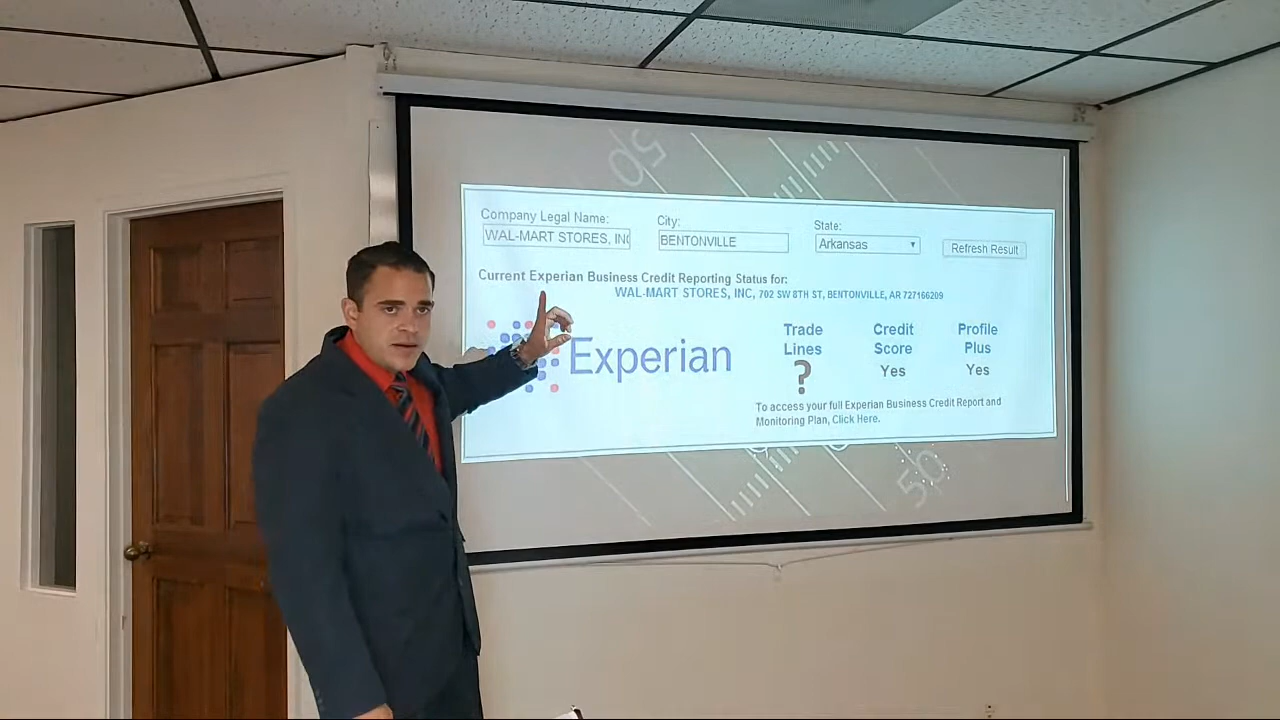 50
Company Legal Name:
City:
State:
WAL-MART STORES, INC
BENTONVILLE
Arkansas
Refresh Result
Current Experian Business Credit Reporting Status for:
WAL-MART STORES, INC, 702 SW 8TH ST, BENTONVILLE, AR 727166209
Experian
Trade Lines
Credit Score
Profile Plus
?
Yes
Yes
To access your full Experian Business Credit Report and
Monitoring Plan, Click Here.
50